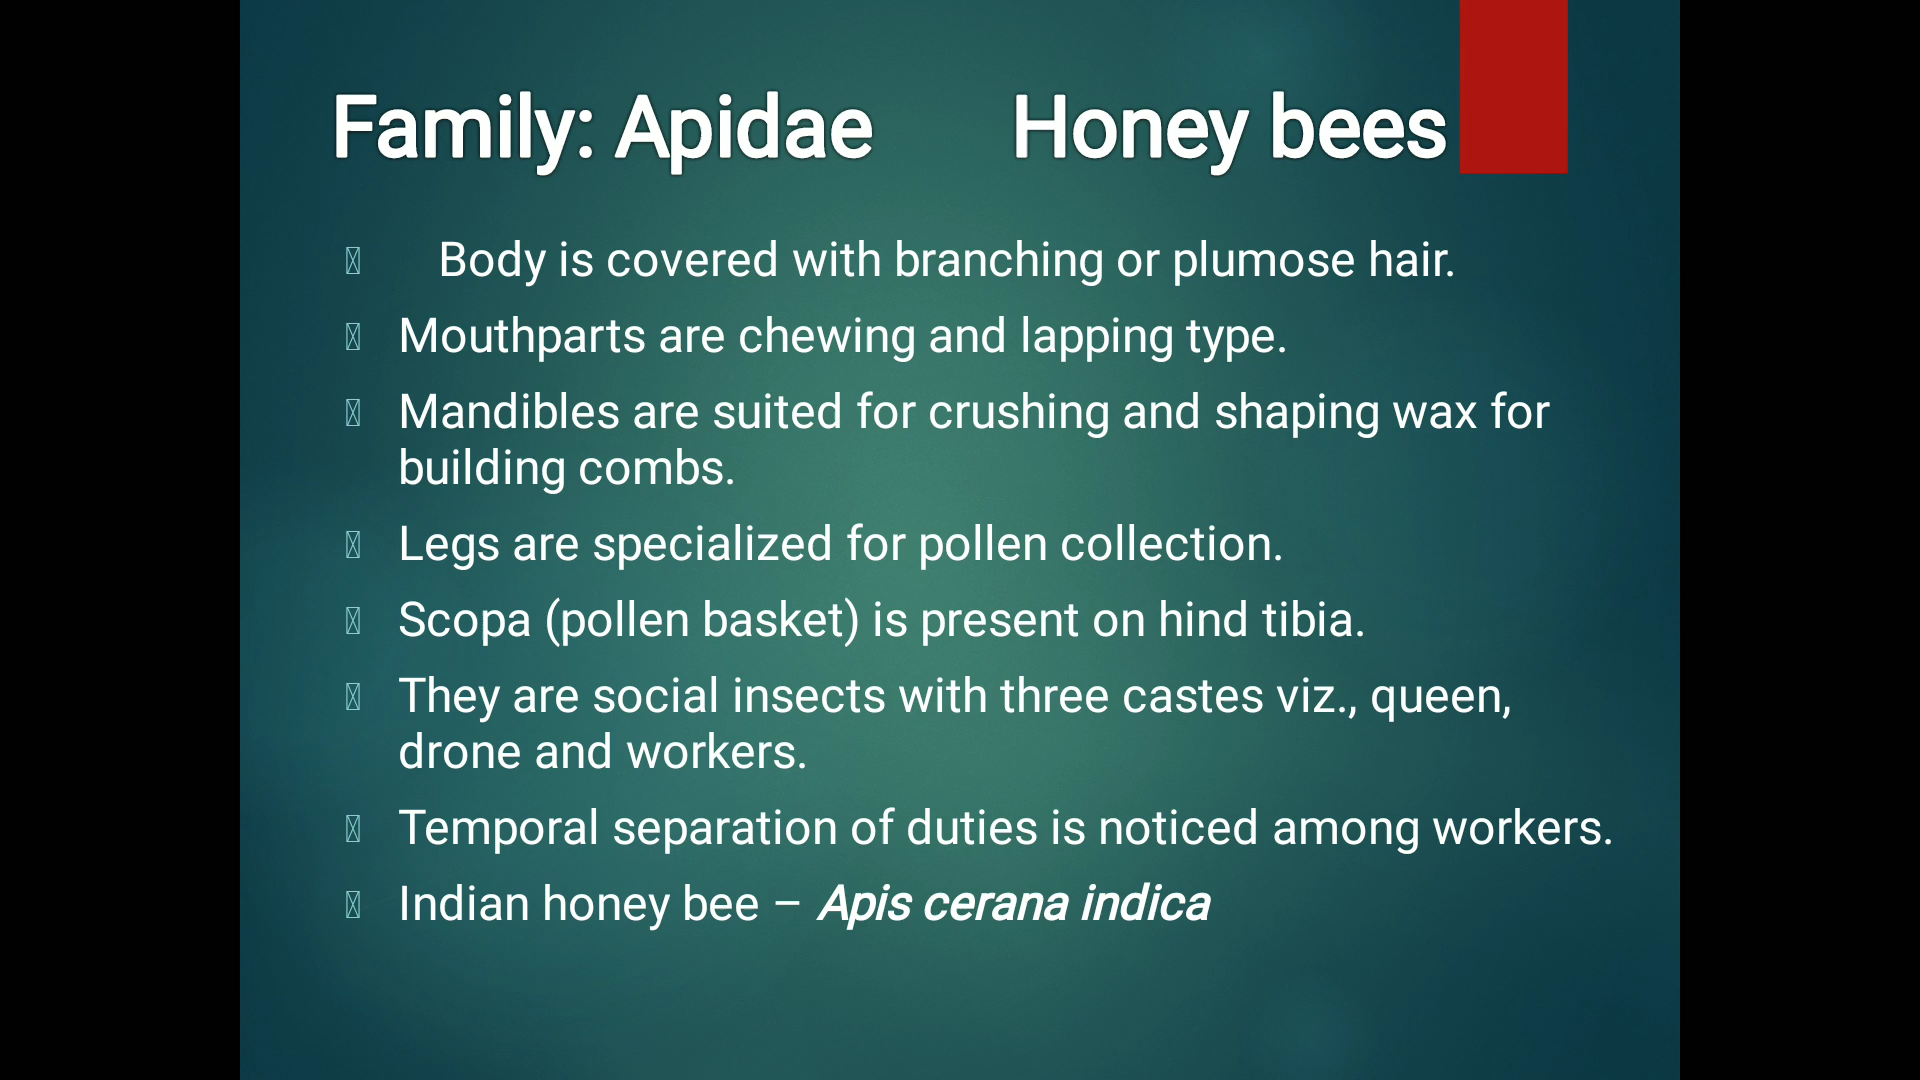 Family: Apidae Honey bees
Body is covered with branching or plumose hair.
Mouthparts are chewing and lapping type.
Mandibles are suited for crushing and shaping wax for
building combs.
Legs are specialized for pollen collection.
Scopa (pollen basket) is present on hind tibia.
They are social insects with three castes viz., queen,
drone and workers.
Temporal separation of duties is noticed among workers.
Indian honey bee – Apis cerana indica